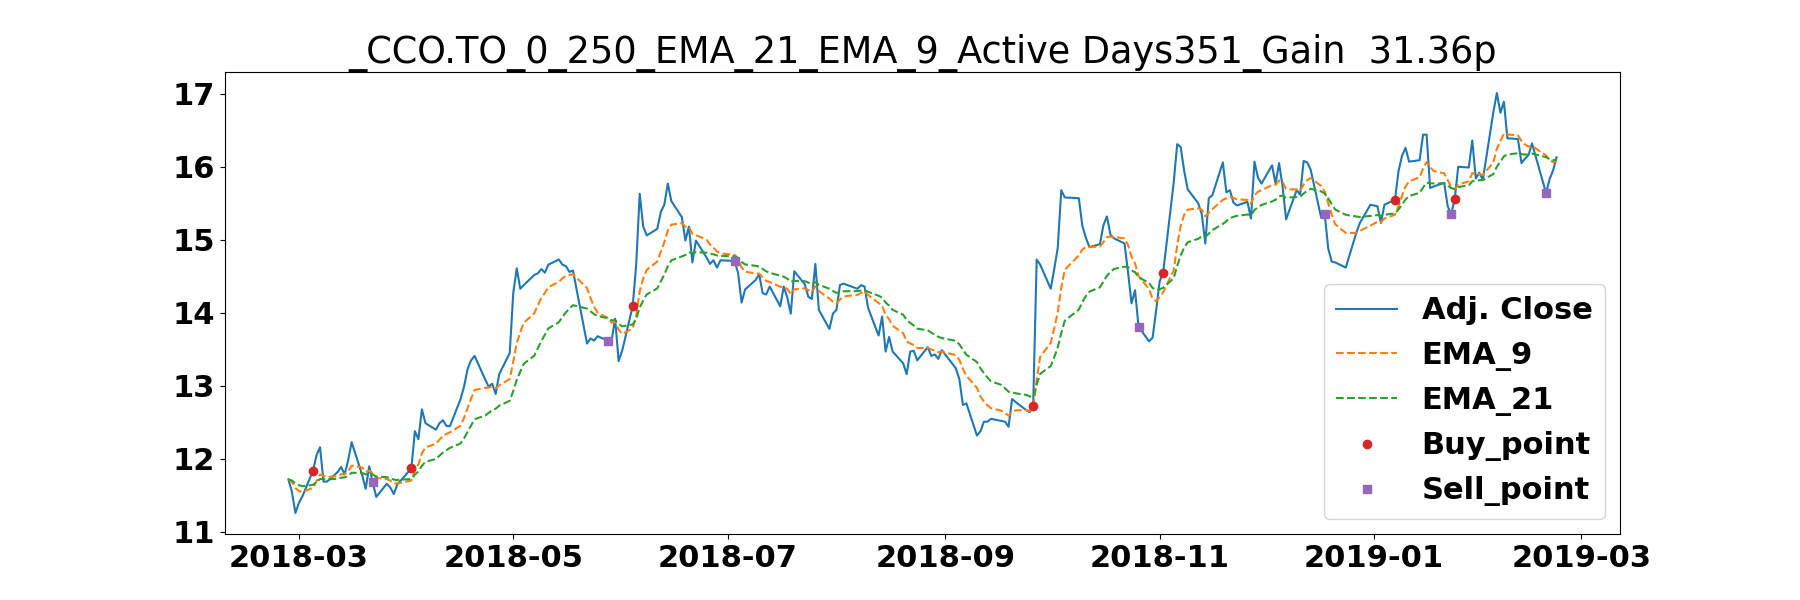 _CCO.TO_0_250_EMA_21_EMA_9_Active Days351_Gain  31.36p
17
16
15
14
13
12
11
2018-03 2018-05 2018-07 2018-09 2018-11 2019-01 2019-03
Adj. Close
EMA_9
EMA_21
Buy_point
Sell_point